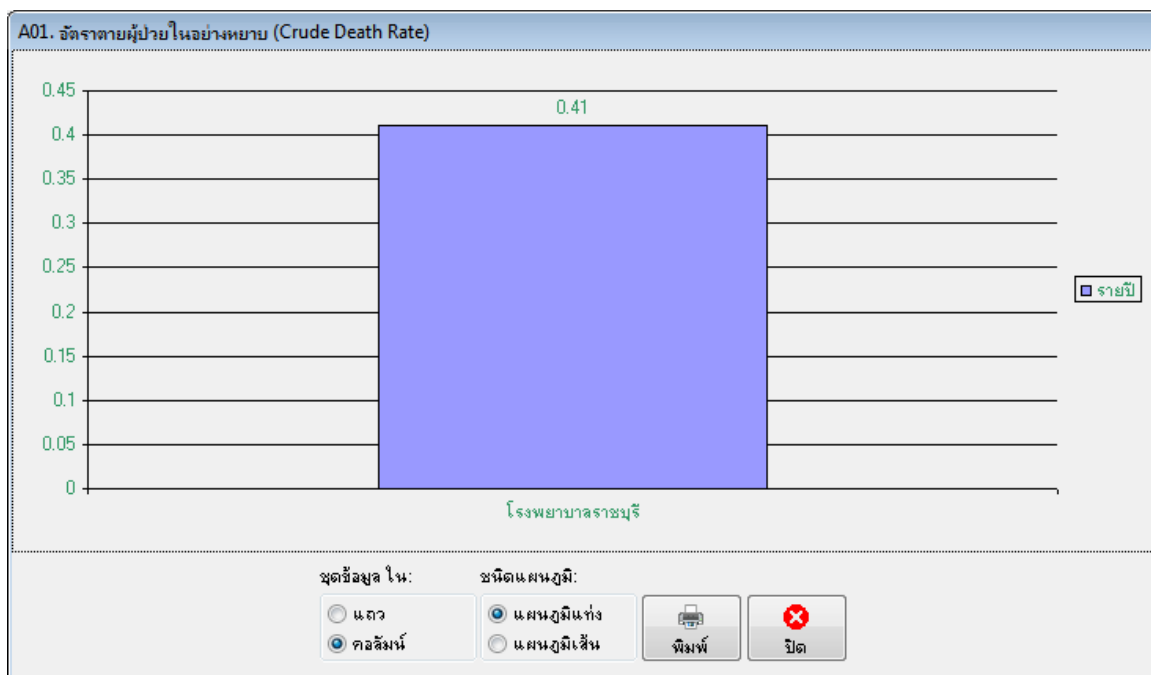 A01. อัตราตายผู้ป่วยในอย่างหยาบ (Crude Death Rate)
0.45
0.41
0.4
0.35
0.3
0.25
รายปี
0.2
0.15
0.1
0.05
0
โรงพยาบาลราชบุรี
ชุดข้อมูล ใน: ชนิดแผนภูมิ:
แถว แผนภูมิแท่ง
คอลัมน์ แผนภูมิเส้น พิมพ์ ปิด